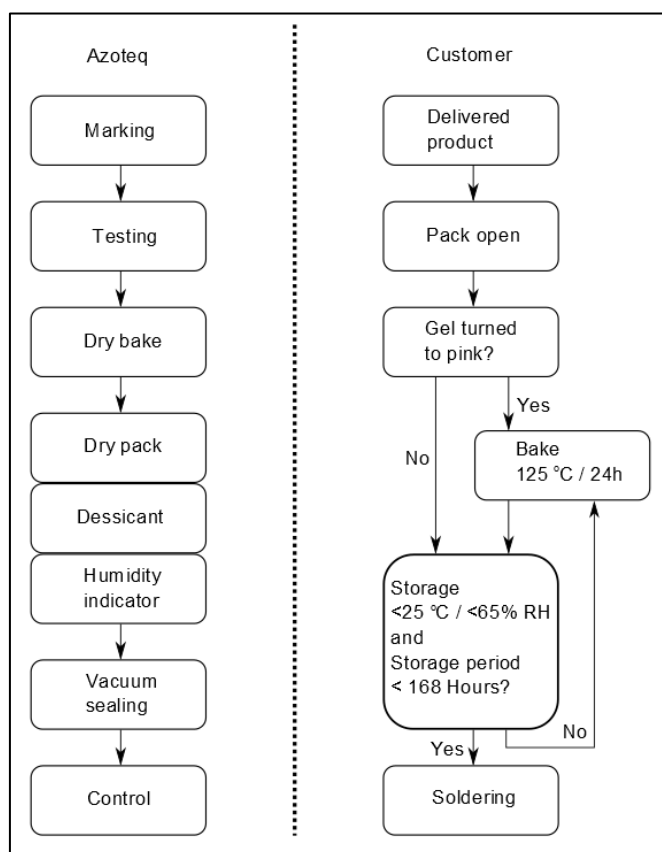 Azoteq
Marking
Testing
Dry bake
Dry pack
Dessicant
Humidity
indicator
Vacuum
sealing
Control
Customer
Delivered
product
Pack open
Gel turned
to pink?
Yes
No
Bake
125 °C / 24h
Storage
<25 °C / <65% RH
and
Storage period
< 168 Hours?
No
Yes
Soldering